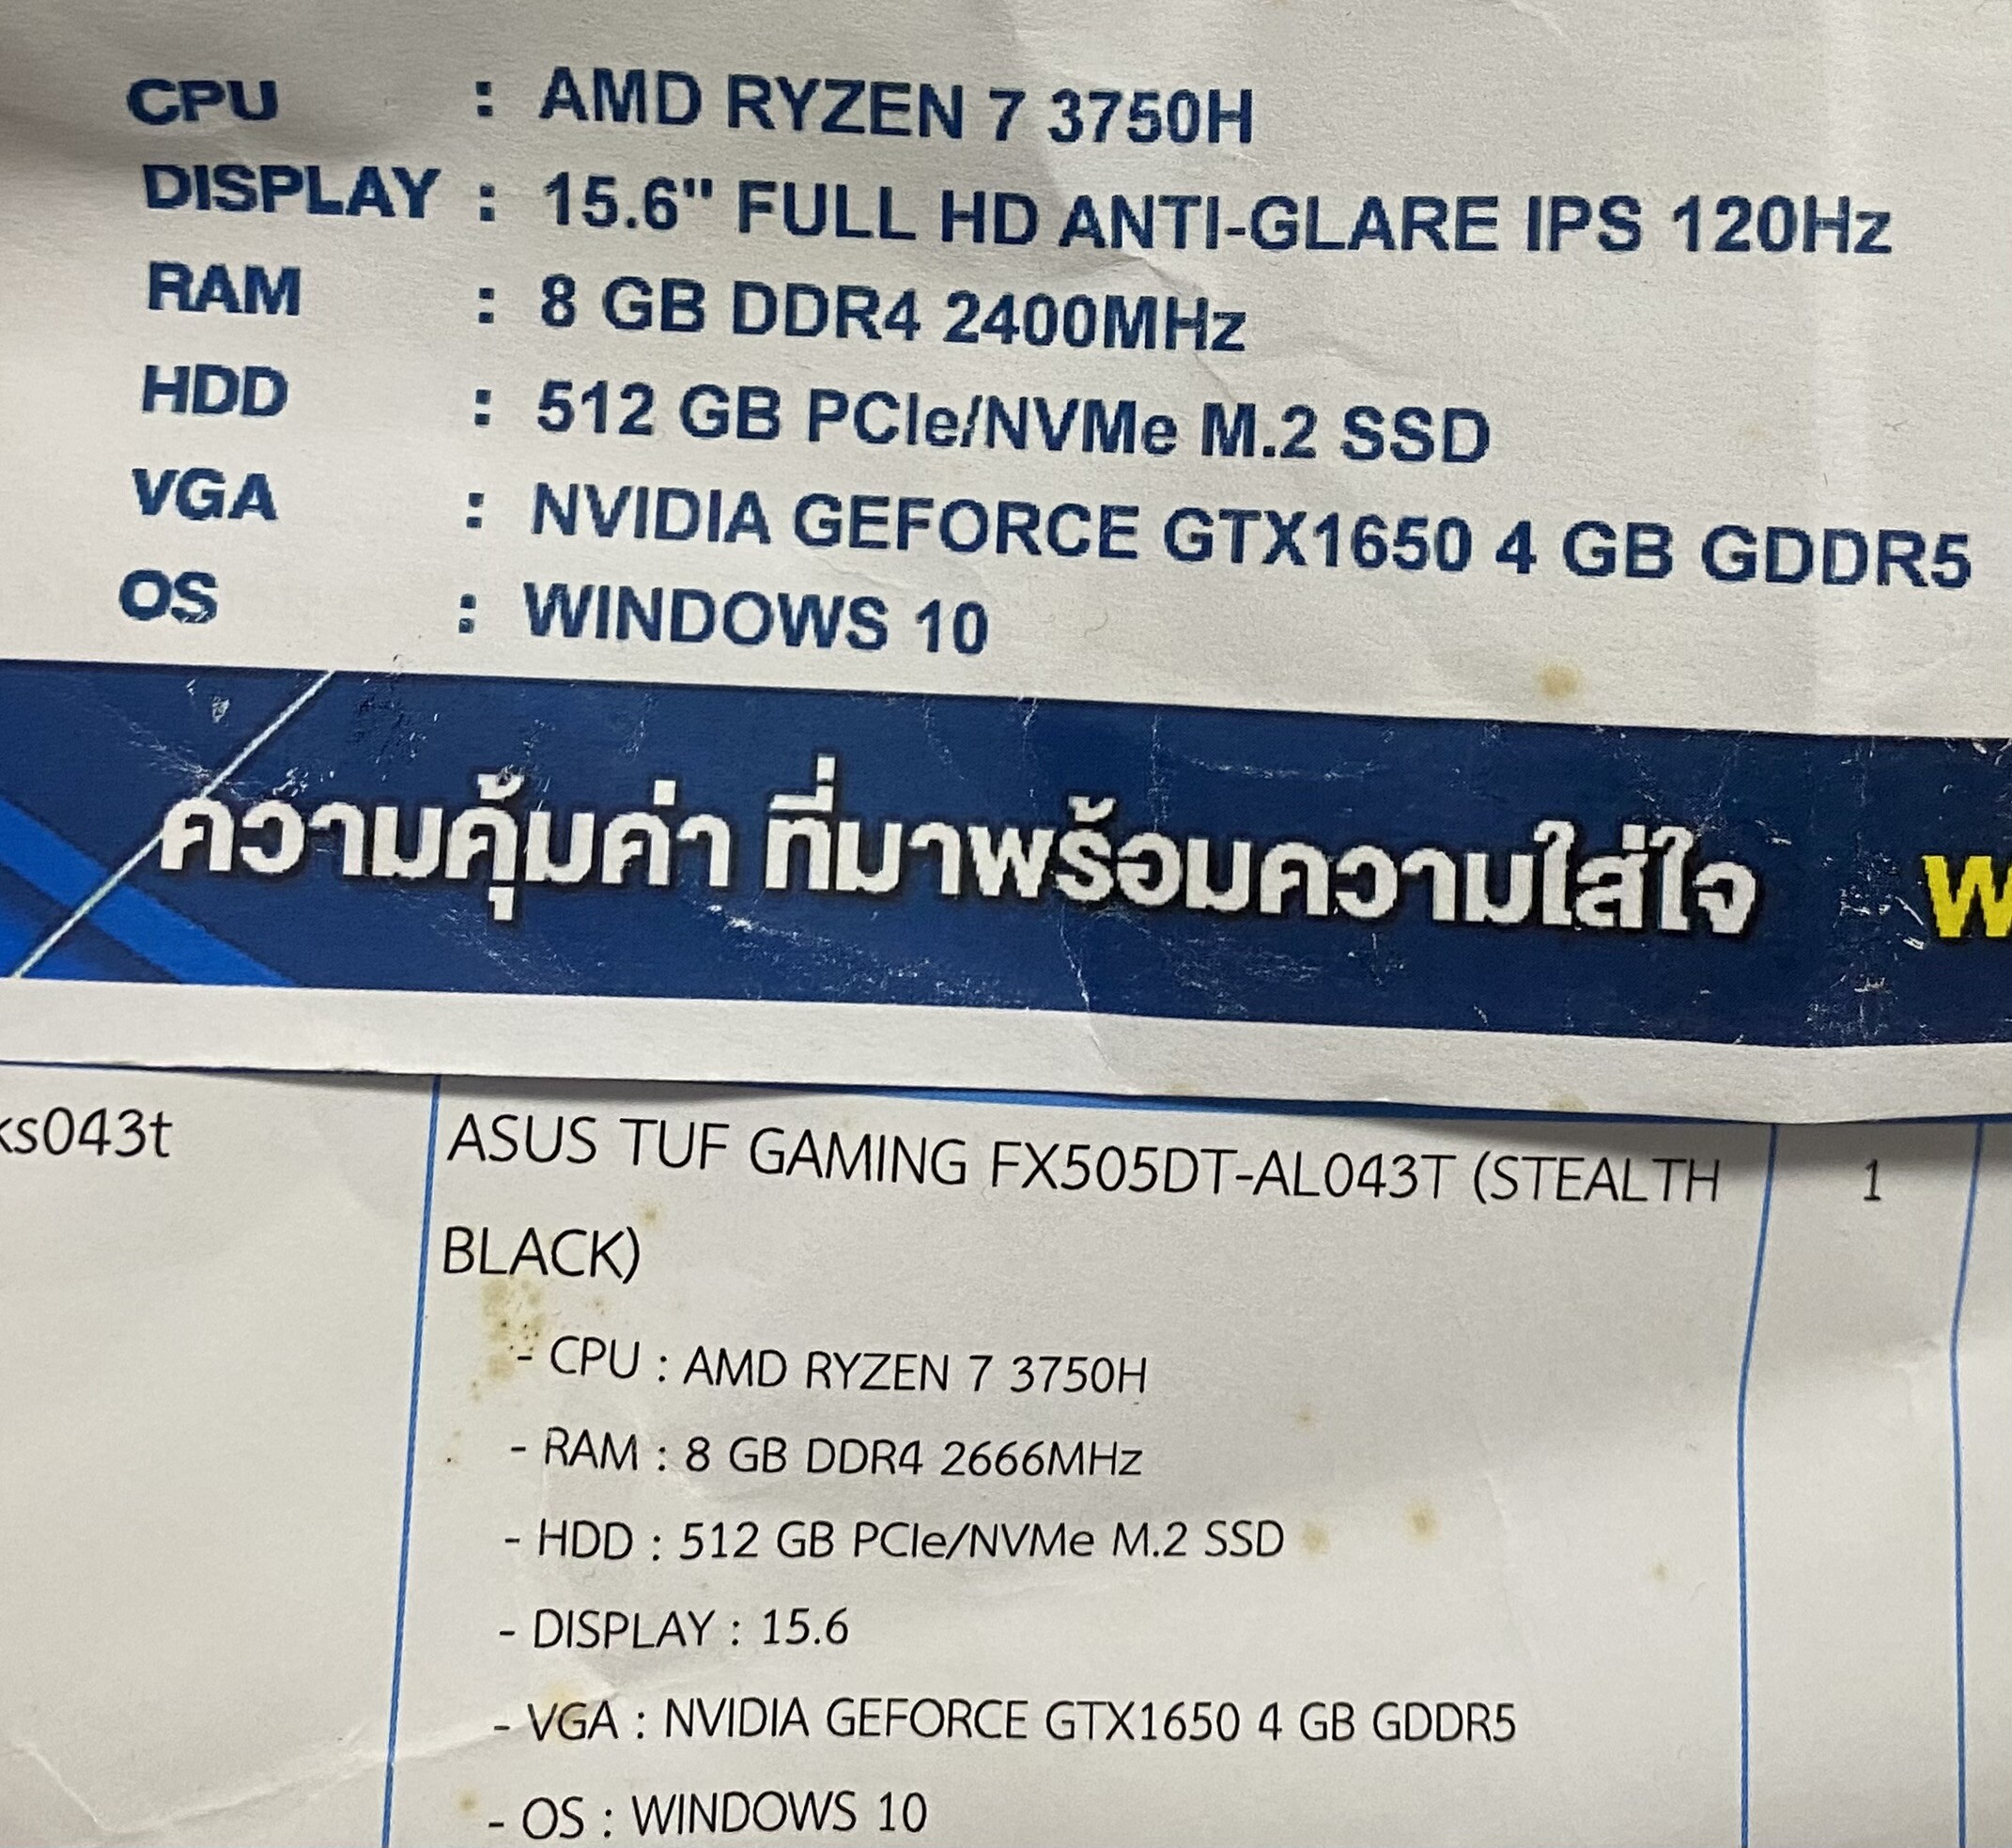 CPU : AMD RYZEN 7 3750H
DISPLAY : 15.6" FULL HD ANTI-GLARE IPS 120Hz
RAM : 8 GB DDR4 2400MHz
HDD : 512 GB PCIe/NVMe M.2 SSD
VGA : NVIDIA GEFORCE GTX1650 4 GB GDDR5
OS : WINDOWS 10
ความคุ้มค่า ที่มาพร้อมความใส่ใจ
ks043t ASUS TUF GAMING FX505DT-AL043T (STEALTH 1
BLACK)
- CPU : AMD RYZEN 7 3750H
- RAM : 8 GB DDR4 2666MHz
- HDD : 512 GB PCIe/NVMe M.2 SSD
- DISPLAY : 15.6
- VGA : NVIDIA GEFORCE GTX1650 4 GB GDDR5
- OS : WINDOWS 10